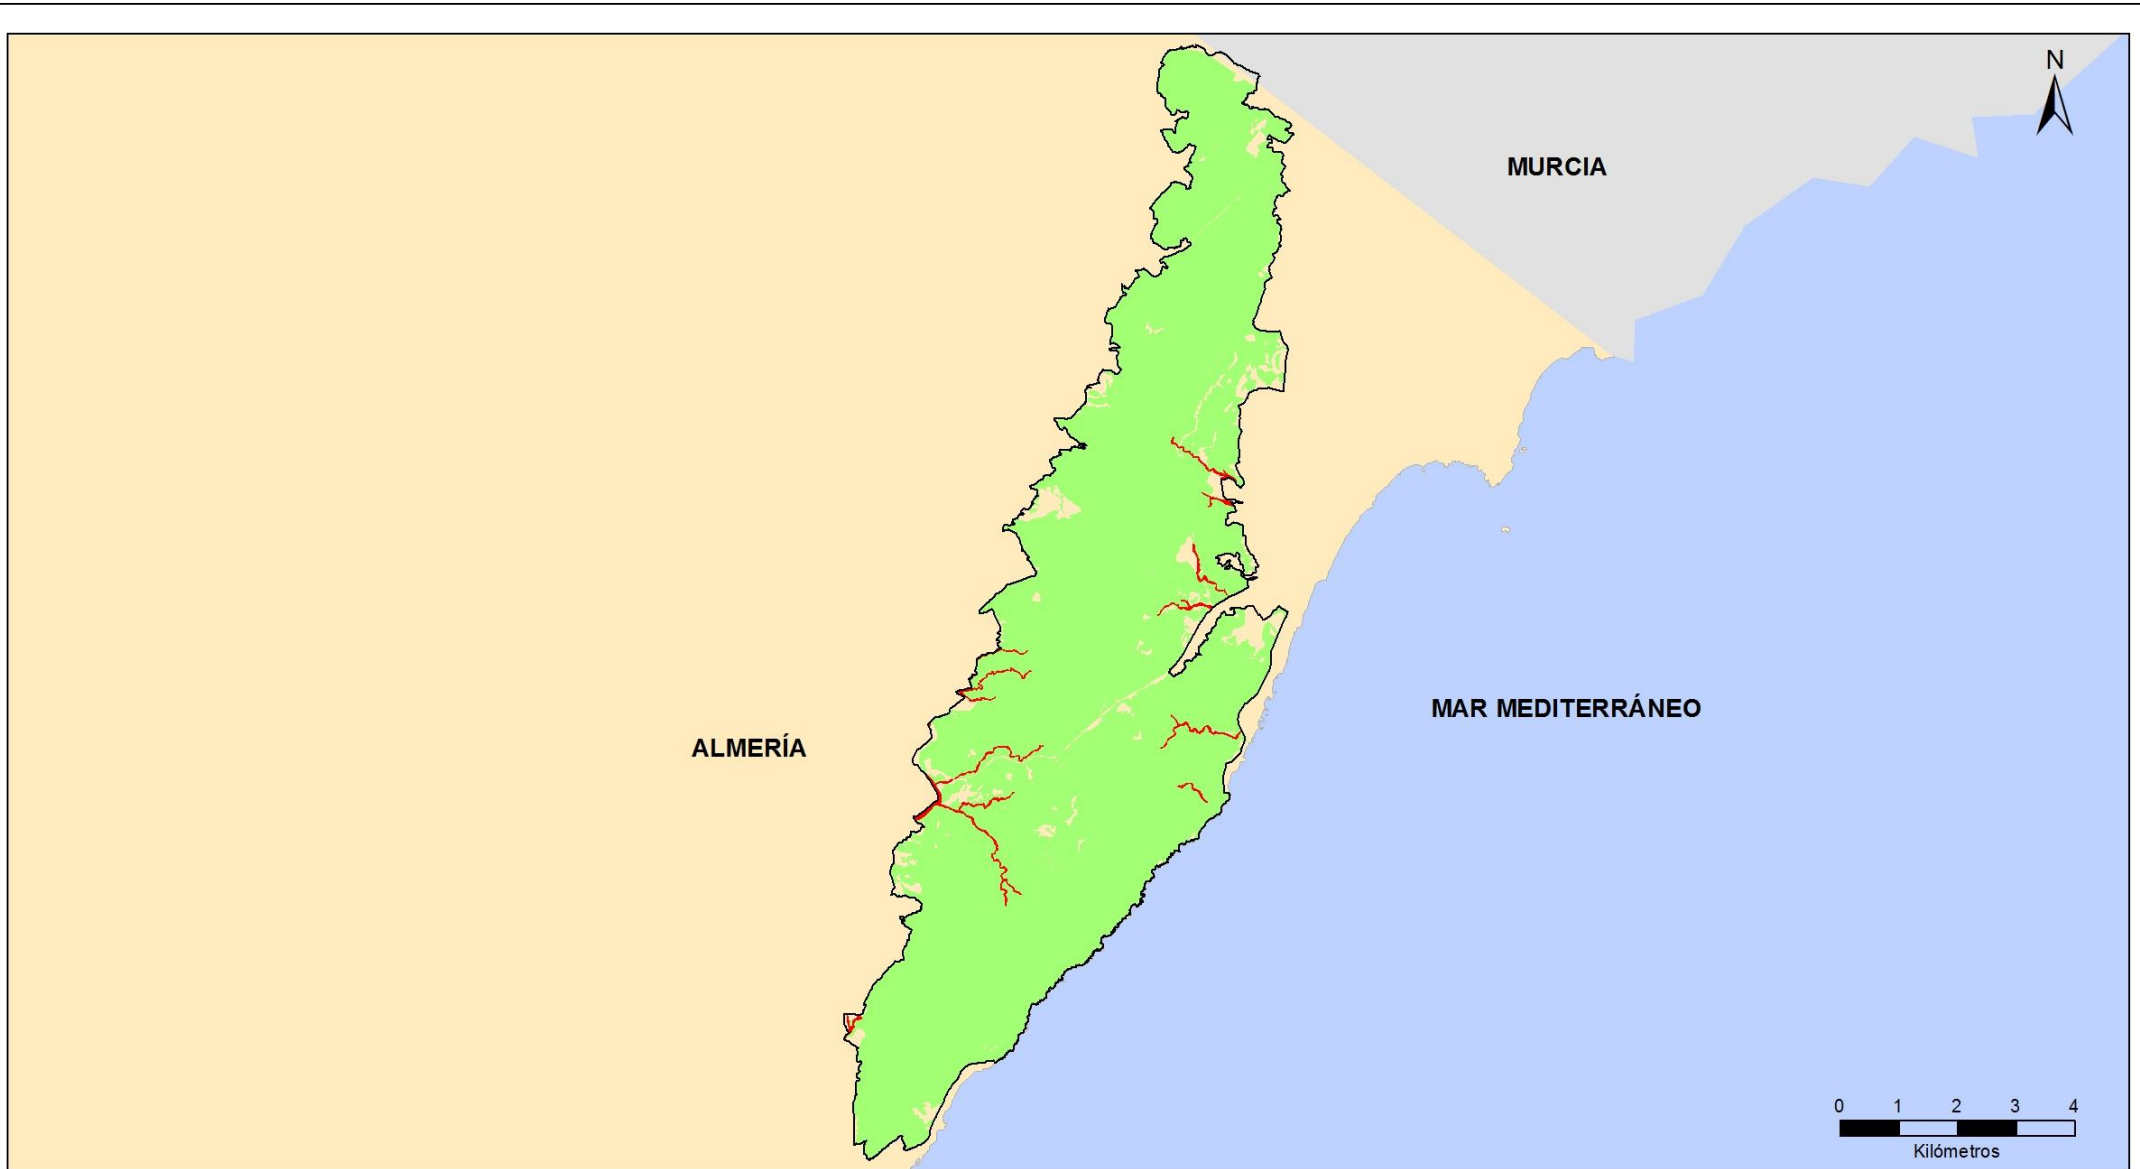 N
MURCIA
MAR MEDITERRÁNEO
ALMERÍA
0 1 2 3 4
Kilómetros